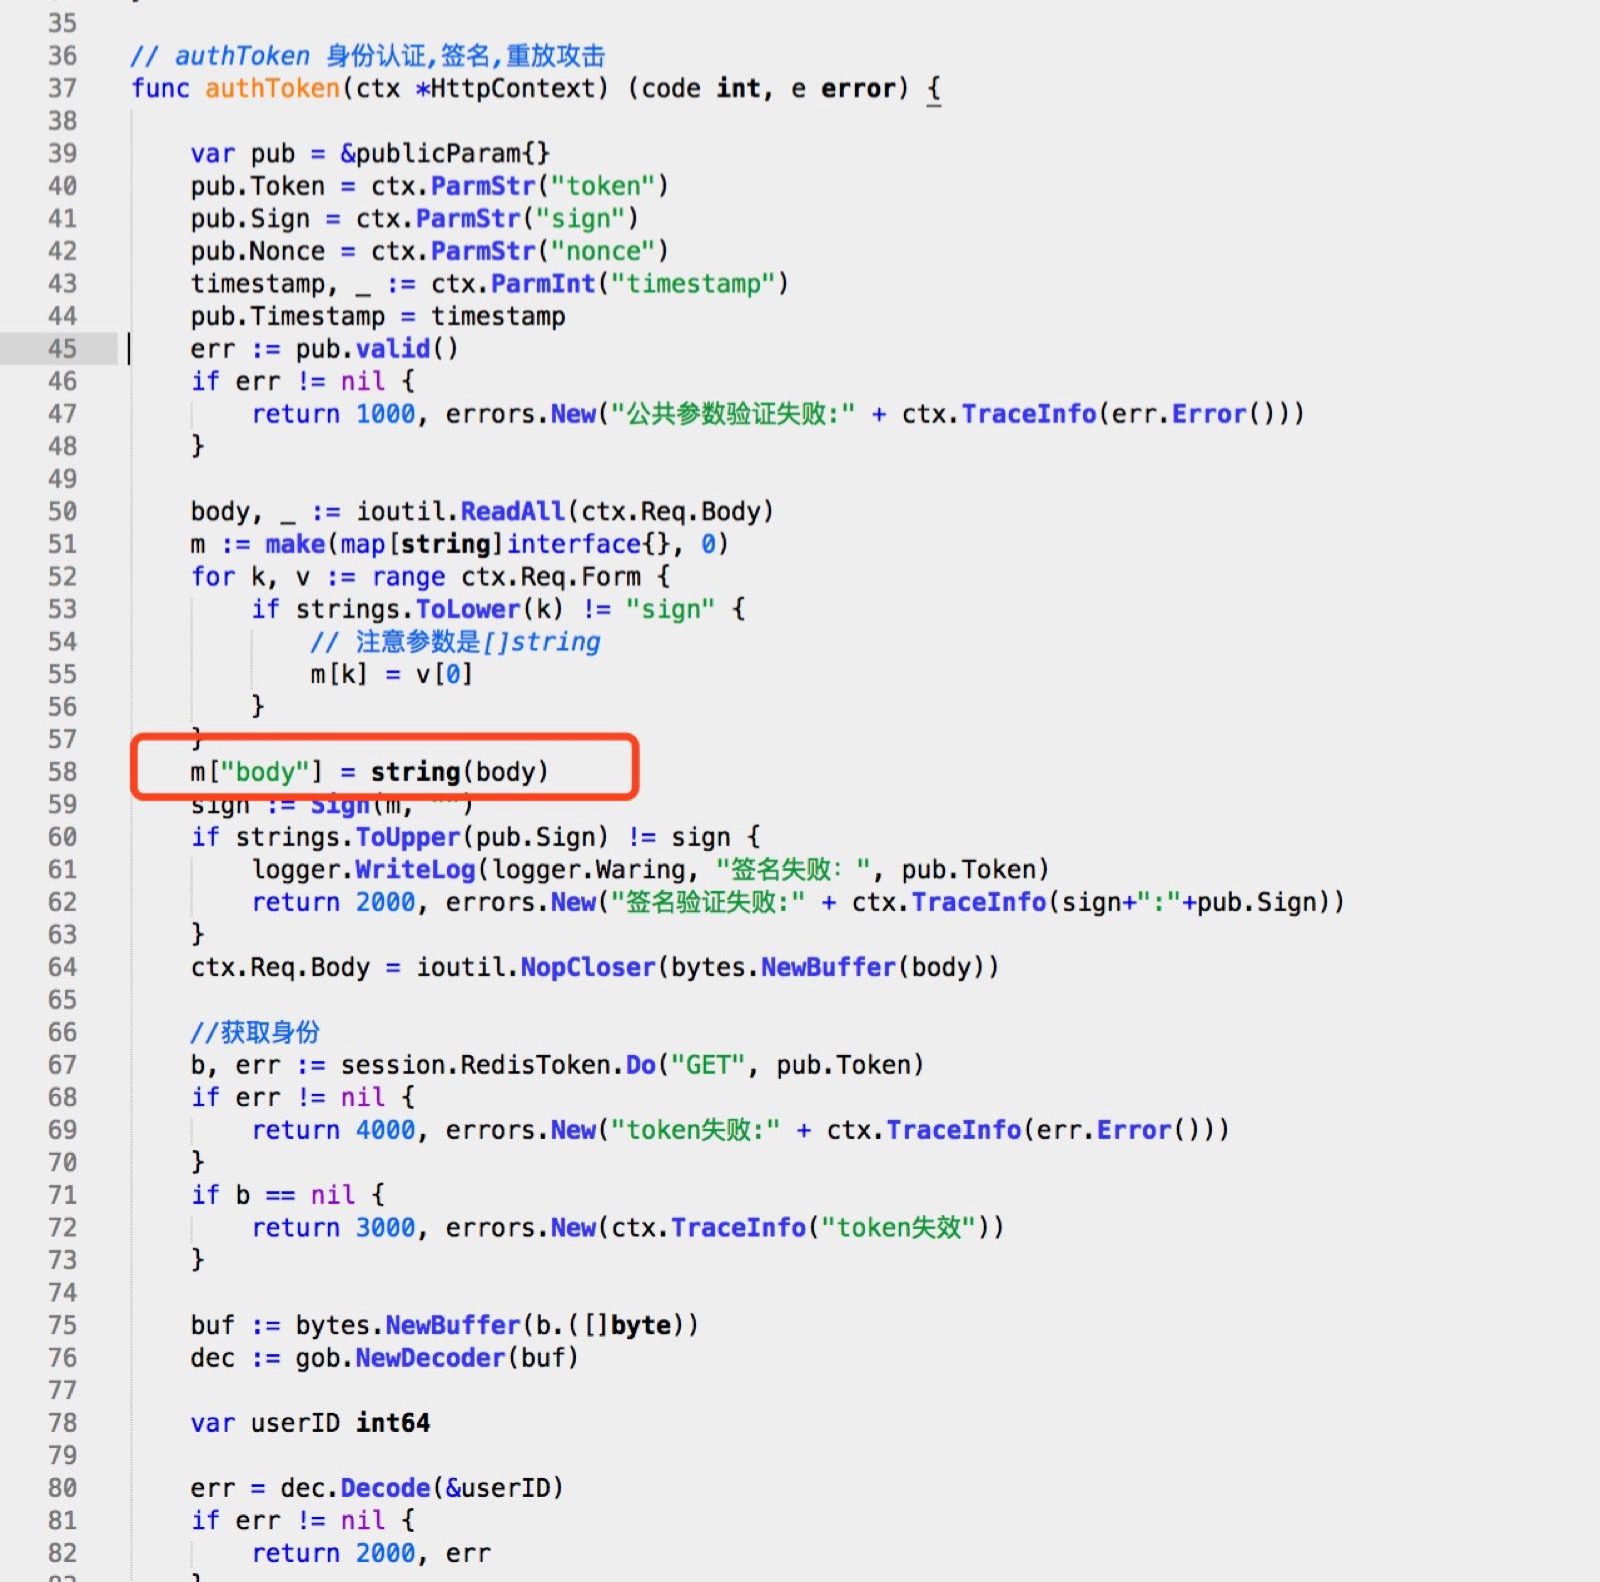 35
36 // authToken 身份认证,签名,重放攻击
37 func authToken(ctx *HttpContext) (code int, e error) {
38
39 var pub = &publicParam{}
40 pub.Token = ctx.ParmStr("token")
41 pub.Sign = ctx.ParmStr("sign")
42 pub.Nonce = ctx.ParmStr("nonce")
43 timestamp, _ := ctx.ParmInt("timestamp")
44 pub.Timestamp = timestamp
45 err := pub.valid()
46 if err != nil {
47 return 1000, errors.New("公共参数验证失败:" + ctx.TraceInfo(err.Error()))
48 }
49
50 body, _ := ioutil.ReadAll(ctx.Req.Body)
51 m := make(map[string]interface{}, 0)
52 for k, v := range ctx.Req.Form {
53 if strings.ToLower(k) != "sign" {
54 // 注意参数是[]string
55 m[k] = v[0]
56 }
57 }
58 m["body"] = string(body)
59 sign := Sign(m, "")
60 if strings.ToUpper(pub.Sign) != sign {
61 logger.WriteLog(logger.Waring, "签名失败: ", pub.Token)
62 return 2000, errors.New("签名验证失败:" + ctx.TraceInfo(sign+":"+pub.Sign))
63 }
64 ctx.Req.Body = ioutil.NopCloser(bytes.NewBuffer(body))
65
66 //获取身份
67 b, err := session.RedisToken.Do("GET", pub.Token)
68 if err != nil {
69 return 4000, errors.New("token失败:" + ctx.TraceInfo(err.Error()))
70 }
71 if b == nil {
72 return 3000, errors.New(ctx.TraceInfo("token失效"))
73 }
74
75 buf := bytes.NewBuffer(b.([]byte))
76 dec := gob.NewDecoder(buf)
77
78 var userID int64
79
80 err = dec.Decode(&userID)
81 if err != nil {
82 return 2000, err